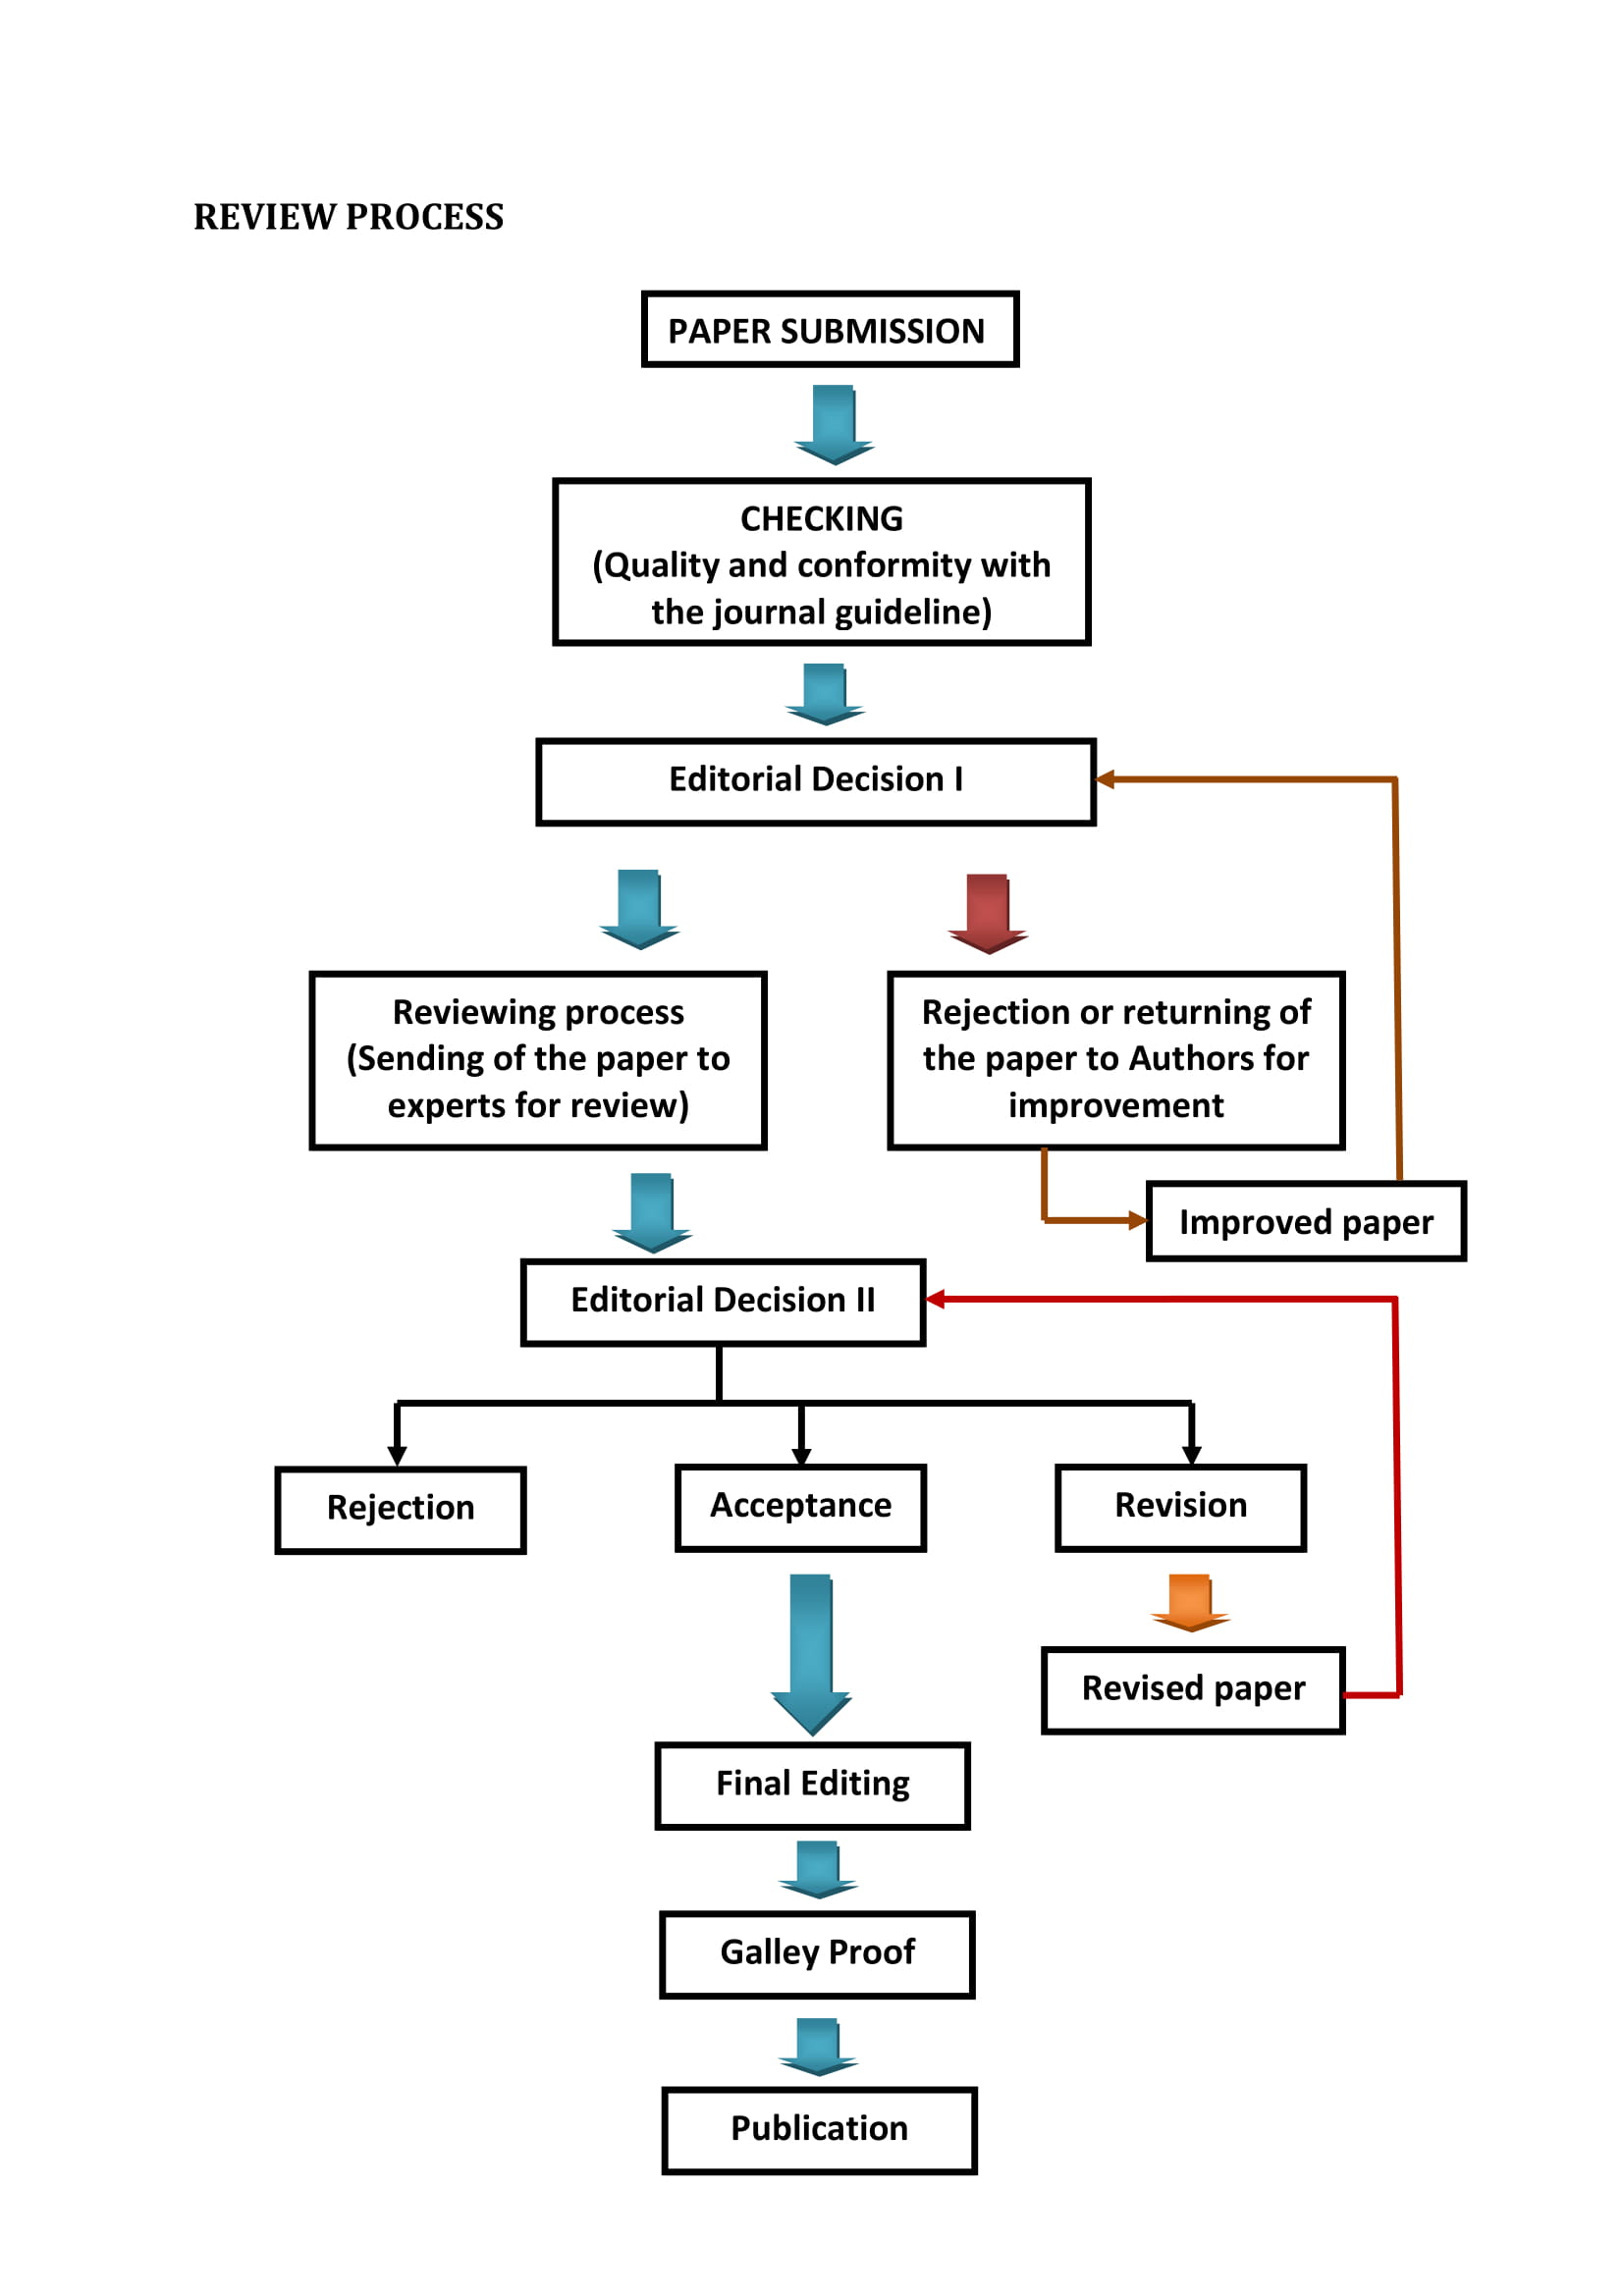 REVIEW PROCESS
PAPER SUBMISSION
CHECKING
(Quality and conformity with
the journal guideline)
Editorial Decision I
Reviewing process
(Sending of the paper to
experts for review)
Rejection or returning of
the paper to Authors for
improvement
Improved paper
Editorial Decision II
Rejection
Acceptance
Revision
Revised paper
Final Editing
Galley Proof
Publication